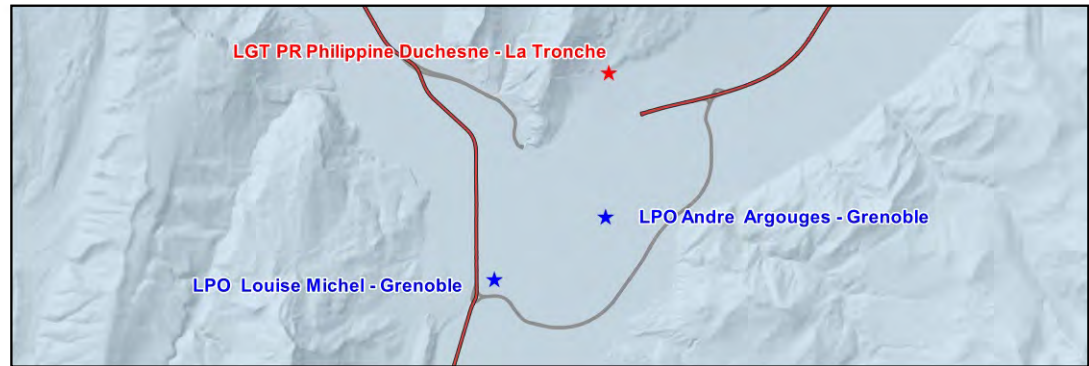 LGT PR Philippine Duchesne - La Tronche
LPO Andre Argouges - Grenoble
LPO Louise Michel - Grenoble